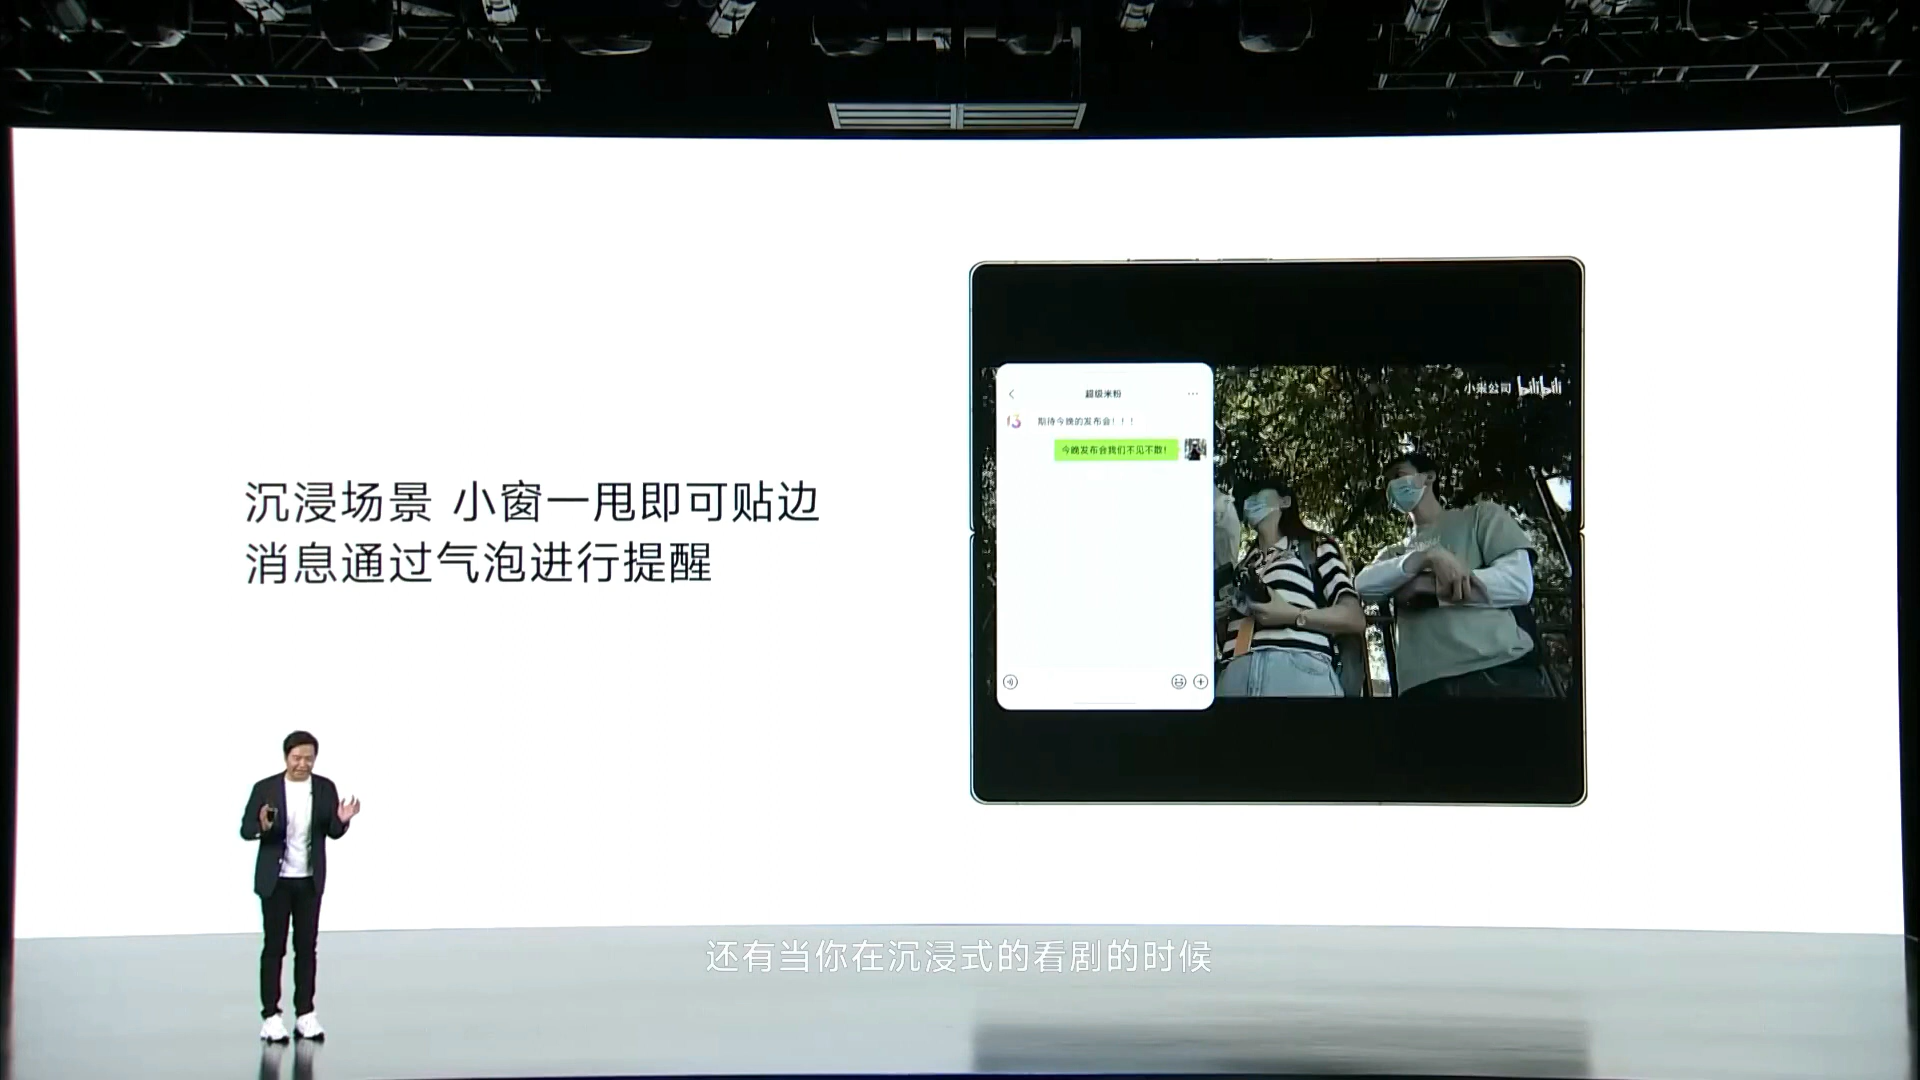 沉浸场景 小窗一甩即可贴边
消息通过气泡进行提醒
超级米粉
13
期待今晚的发布会！！！
今晚发布会我们不见不散！
小米公司 bilibili
还有当你在沉浸式的看剧的时候